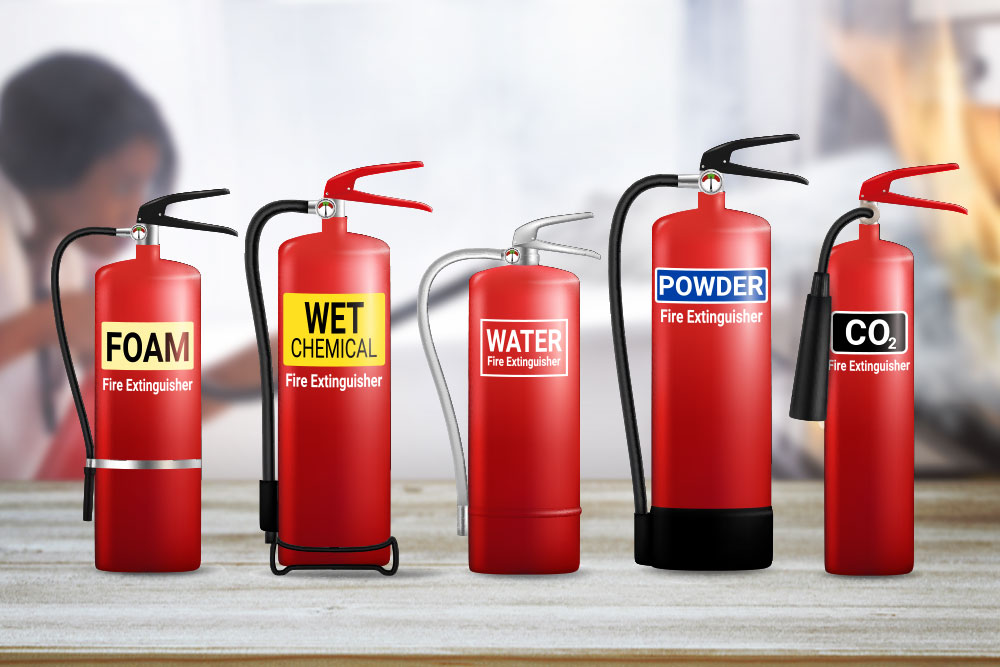 FOAM
Fire Extinguisher
WET
CHEMICAL
Fire Extinguisher
WATER
Fire Extinguisher
POWDER
Fire Extinguisher
CO₂
Fire Extinguisher